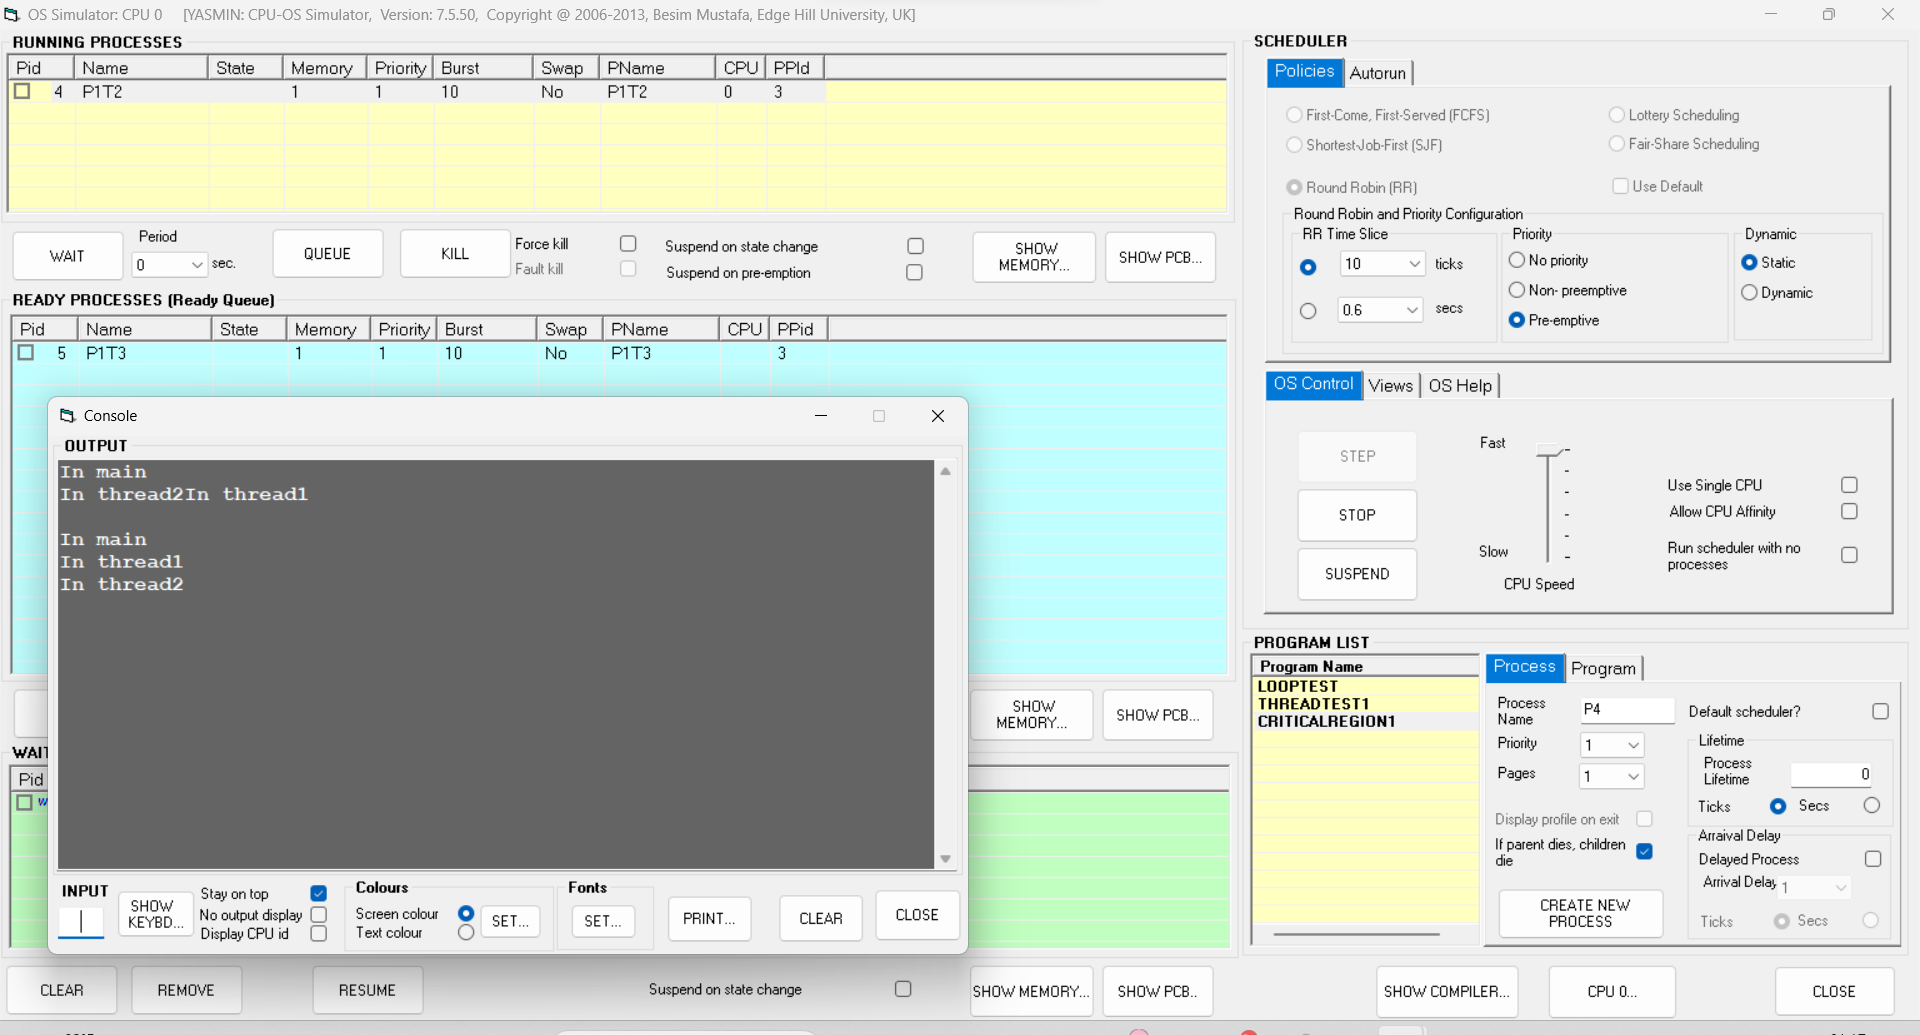 OS Simulator: CPU 0 [YASMIN: CPU-OS Simulator, Version: 7.5.50, Copyright @ 2006-2013, Besim Mustafa, Edge Hill University, UK]
RUNNING PROCESSES
Pid Name State Memory Priority Burst Swap PName CPU PPId
4 P1T2 1 1 10 No P1T2 0 3
WAIT
Period
0 sec.
QUEUE
KILL
Force kill
Fault kill
Suspend on state change
Suspend on pre-emption
SHOW
MEMORY...
SHOW PCB...
READY PROCESSES (Ready Queue)
Pid Name State Memory Priority Burst Swap PName CPU PPid
5 P1T3 1 1 10 No P1T3 3
Console
OUTPUT
In main
In thread2In thread1
In main
In thread1
In thread2
INPUT
SHOW
KEYBD...
Stay on top
No output display
Display CPU id
Colours
Screen colour
Text colour
SET...
Fonts
SET...
PRINT...
CLEAR
CLOSE
SHOW
MEMORY...
SHOW PCB...
WAIT
Pid
CLEAR
REMOVE
RESUME
Suspend on state change
SHOW MEMORY...
SHOW PCB..
SCHEDULER
Policies Autorun
First-Come, First-Served (FCFS)
Lottery Scheduling
Shortest-Job-First (SJF)
Fair-Share Scheduling
Round Robin (RR)
Use Default
Round Robin and Priority Configuration
RR Time Slice
10 ticks
0.6 secs
Priority
No priority
Non- preemptive
Pre-emptive
Dynamic
Static
Dynamic
OS Control Views OS Help
STEP
STOP
SUSPEND
Fast
Slow
CPU Speed
Use Single CPU
Allow CPU Affinity
Run scheduler with no
processes
PROGRAM LIST
Program Name
LOOPTEST
THREADTEST1
CRITICALREGION1
Process Program
Process
Name
P4
Default scheduler?
Priority
1
Pages
1
Lifetime
Process
Lifetime
0
Ticks Secs
Display profile on exit
If parent dies, children
die
Arraival Delay
Delayed Process
Arrival Delay
1
Ticks Secs
CREATE NEW
PROCESS
SHOW COMPILER...
CPU 0...
CLOSE